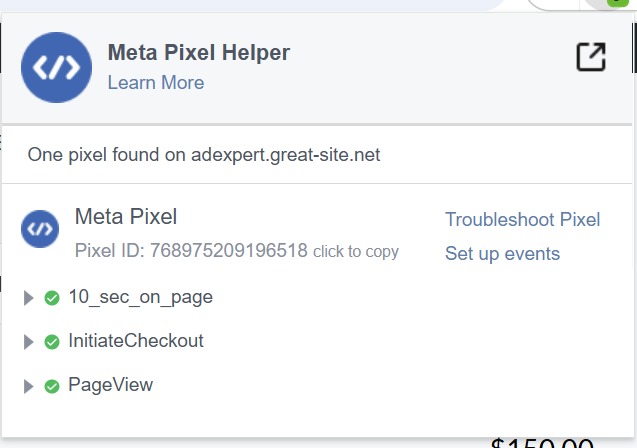 Meta Pixel Helper
Learn More
One pixel found on adexpert.great-site.net
Meta Pixel
Troubleshoot Pixel
Pixel ID: 768975209196518 click to copy
Set up events
10_sec_on_page
InitiateCheckout
PageView
$150.00